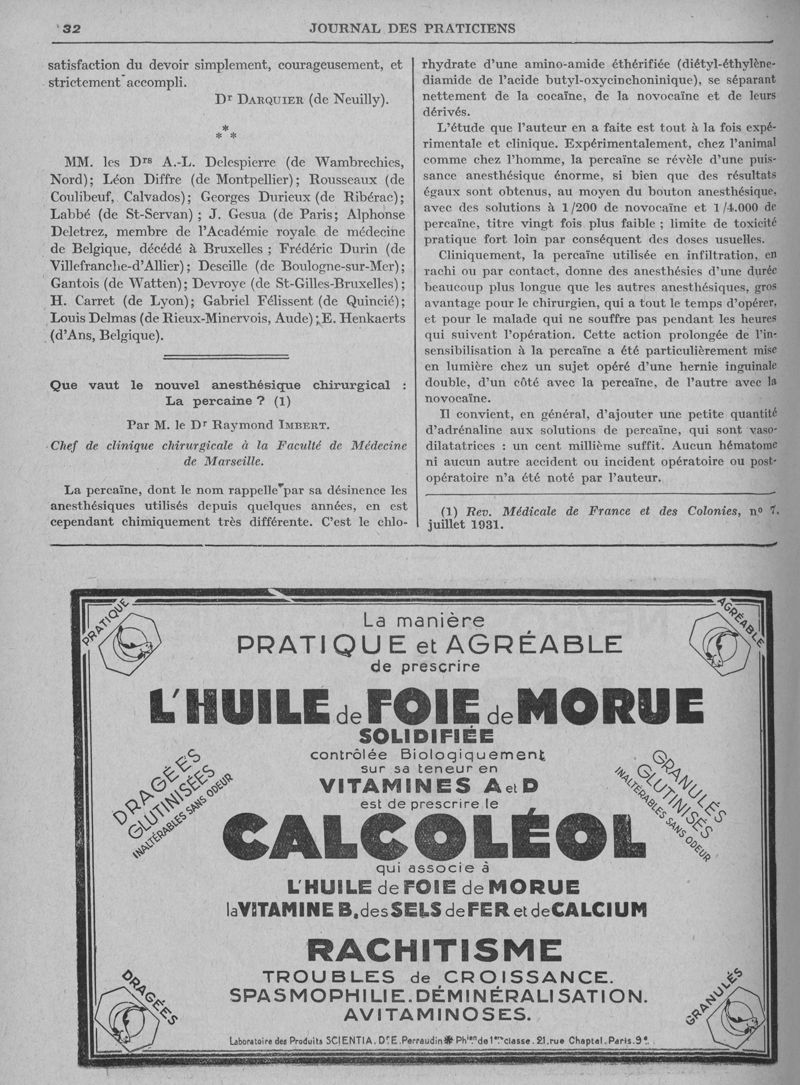 32
JOURNAL DES PRATICIENS
satisfaction du devoir simplement, courageusement, et
strictement accompli.
Dr DARQUIER (de Neuilly).
*
* *
MM. les Drs A.-L. Delespierre (de Wambrechies,
Nord); Léon Diffre (de Montpellier); Rousseaux (de
Coulibeuf, Calvados); Georges Durieux (de Ribérac);
Labbé (de St-Servan) ; J. Gesua (de Paris; Alphonse
Deletrez, membre de l'Académie royale de médecine
de Belgique, décédé à Bruxelles ; Frédéric Durin (de
Villefranche-d'Allier) ; Deseille (de Boulogne-sur-Mer) ;
Gantois (de Watten); Devroye (de St-Gilles-Bruxelles) ;
H. Carret (de Lyon); Gabriel Félissent (de Quincié);
Louis Delmas (de Rieux-Minervois, Aude) ; E. Henkaerts
(d'Ans, Belgique).
Que vaut le nouvel anesthésique chirurgical :
La percaine ? (1)
Par M. le Dr Raymond IMBERT.
Chef de clinique chirurgicale à la Faculté de Médecine
de Marseille.
La percaïne, dont le nom rappelle par sa désinence les
anesthésiques utilisés depuis quelques années, en est
cependant chimiquement très différente. C'est le chlo-
rhydrate d'une amino-amide éthérifiée (diétyl-éthylène-
diamide de l'acide butyl-oxycinchoninique), se séparant
nettement de la cocaïne, de la novocaïne et de leurs
dérivés.
L'étude que l'auteur en a faite est tout à la fois expé-
rimentale et clinique. Expérimentalement, chez l'animal
comme chez l'homme, la percaïne se révèle d'une puis-
sance anesthésique énorme, si bien que des résultats
égaux sont obtenus, au moyen du bouton anesthésique,
avec des solutions à 1/200 de novocaïne et 1/4.000 de
percaïne, titre vingt fois plus faible ; limite de toxicité
pratique fort loin par conséquent des doses usuelles.
Cliniquement, la percaïne utilisée en infiltration, en
rachi ou par contact, donne des anesthésies d'une durée
beaucoup plus longue que les autres anesthésiques, gros
avantage pour le chirurgien, qui a tout le temps d'opérer,
et pour le malade qui ne souffre pas pendant les heures
qui suivent l'opération. Cette action prolongée de l'in-
sensibilisation à la percaïne a été particulièrement mise
en lumière chez un sujet opéré d'une hernie inguinale
double, d'un côté avec la percaïne, de l'autre avec la
novocaïne.
Il convient, en général, d'ajouter une petite quantité
d'adrénaline aux solutions de percaïne, qui sont vaso-
dilatatrices : un cent millième suffit. Aucun hématome
ni aucun autre accident ou incident opératoire ou post-
opératoire n'a été noté par l'auteur.
(1) Rev. Médicale de France et des Colonies, no 7,
juillet 1931.
PRATIQUE
AGRÉABLE
La manière
PRATIQUE et AGRÉABLE
de prescrire
L'HUILE de FOIE de MORUE
SOLIDIFIÉE
contrôlée Biologiquement
sur sa teneur en
VITAMINES A et D
est de prescrire le
DRAGÉES
GLUTINISÉES
INALTÉRABLES SANS ODEUR
GRANULÉS
GLUTINISÉS
INALTÉRABLES SANS ODEUR
CALCOLÉOL
qui associe à
L'HUILE de FOIE de MORUE
la VITAMINE B, des SELS de FER et de CALCIUM
RACHITISME
TROUBLES de CROISSANCE.
SPASMOPHILIE. DÉMINÉRALISATION.
AVITAMINOSES.
DRAGÉES
GRANULÉS
Laboratoire des Produits SCIENTIA. Dr E. Perraudin Phien de 1ère classe. 21, rue Chaptal. Paris. 9e.